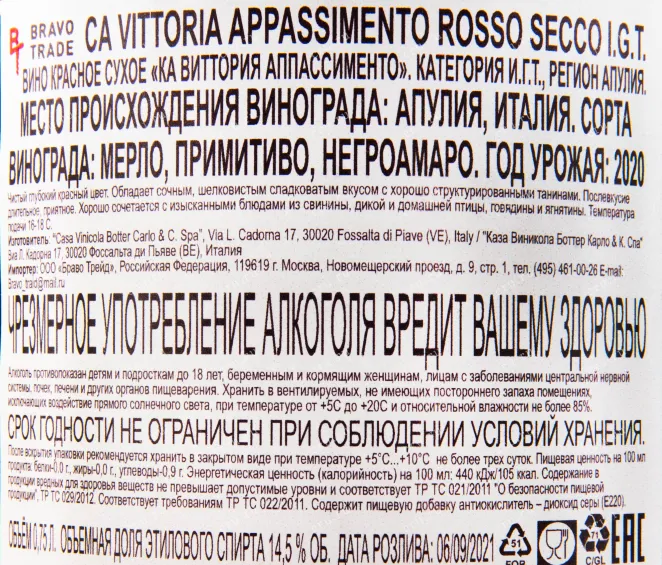 BRAVO TRADE
CA VITTORIA APPASSIMENTO ROSSO SECCO I.G.T.
ВИНО КРАСНОЕ СУХОЕ «КА ВИТТОРИЯ АППАССИМЕНТО». КАТЕГОРИЯ И.Г.Т., РЕГИОН АПУЛИЯ.
МЕСТО ПРОИСХОЖДЕНИЯ ВИНОГРАДА: АПУЛИЯ, ИТАЛИЯ. СОРТА
ВИНОГРАДА: МЕРЛО, ПРИМИТИВО, НЕГРОАМАРО. ГОД УРОЖАЯ: 2020
Чистый глубокий красный цвет. Обладает сочным, шелковистым сладковатым вкусом с хорошо структурированными танинами. Послевкусие
длительное, приятное. Хорошо сочетается с изысканными блюдами из свинины, дикой и домашней птицы, говядины и ягнятины. Температура
подачи 16-18 С.
Изготовитель: "Casa Vinicola Botter Carlo & C. Spa", Via L. Cadorna 17, 30020 Fossalta di Piave (VE), Italy / "Каза Виникола Боттер Карло & К. Спа"
Виа Л. Кадорна 17, 30020 Фоссальта ди Пьяве (ВЕ), Италия
Импортер: ООО «Браво Трейд», Российская Федерация, 119619 г. Москва, Новомещерский проезд, д. 9, стр. 1, тел. (495) 461-00-26 E-mail:
Bravo_traid@mail.ru
ЧРЕЗМЕРНОЕ УПОТРЕБЛЕНИЕ АЛКОГОЛЯ ВРЕДИТ ВАШЕМУ ЗДОРОВЬЮ
Алкоголь противопоказан детям и подросткам до 18 лет, беременным и кормящим женщинам, лицам с заболеваниями центральной нервной
системы, почек, печени и других органов пищеварения. Хранить в вентилируемых, не имеющих постороннего запаха помещениях,
исключающих воздействие прямого солнечного света, при температуре от +5С до +20С и относительной влажности не более 85%.
СРОК ГОДНОСТИ НЕ ОГРАНИЧЕН ПРИ СОБЛЮДЕНИИ УСЛОВИЙ ХРАНЕНИЯ.
После вскрытия упаковки рекомендуется хранить в закрытом виде при температуре +5°С...+10°С не более трех суток. Пищевая ценность на 100 мл
продукта: белки-0,0 г., жиры-0,0 г., углеводы-0,9 г. Энергетическая ценность (калорийность) на 100 мл: 440 кДж/105 ккал. Содержание в
продукции вредных для здоровья веществ не превышает допустимые уровни и соответствует ТР ТС 021/2011 "О безопасности пищевой
продукции", ТР ТС 029/2012. Соответствует требованиям ТР ТС 022/2011. Содержит пищевую добавку антиокислитель – диоксид серы (E220).
ОБЪЁМ 0,75 Л. ОБЪЕМНАЯ ДОЛЯ ЭТИЛОВОГО СПИРТА 14,5 % ОБ. ДАТА РОЗЛИВА: 06/09/2021
51
FOR
71
C/GL
EAC